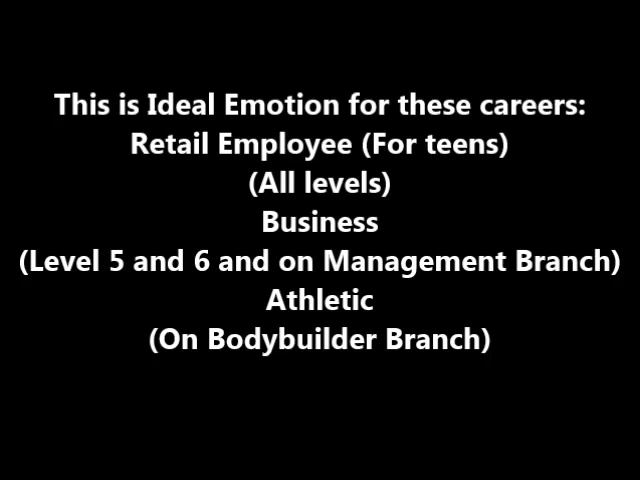 This is Ideal Emotion for these careers:
Retail Employee (For teens)
(All levels)
Business
(Level 5 and 6 and on Management Branch)
Athletic
(On Bodybuilder Branch)